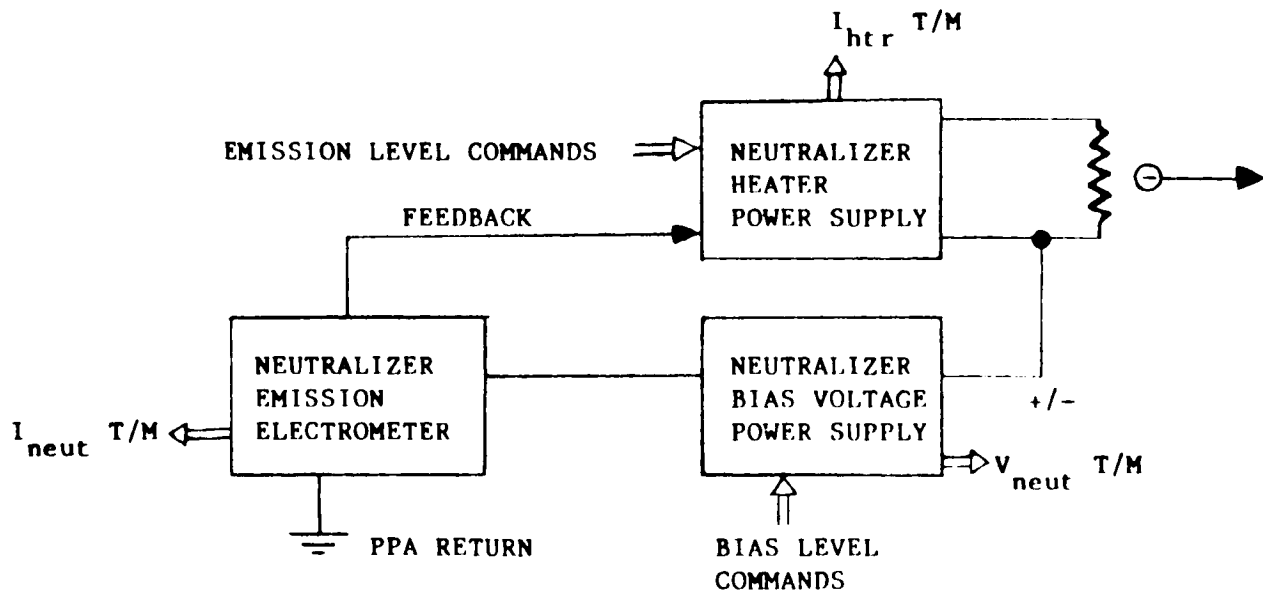 I htr T/M
EMISSION LEVEL COMMANDS
NEUTRALIZER
HEATER
POWER SUPPLY
-
FEEDBACK
NEUTRALIZER
EMISSION
ELECTROMETER
NEUTRALIZER
BIAS VOLTAGE
POWER SUPPLY
+/-
I neut T/M
V neut T/M
PPA RETURN
BIAS LEVEL
COMMANDS